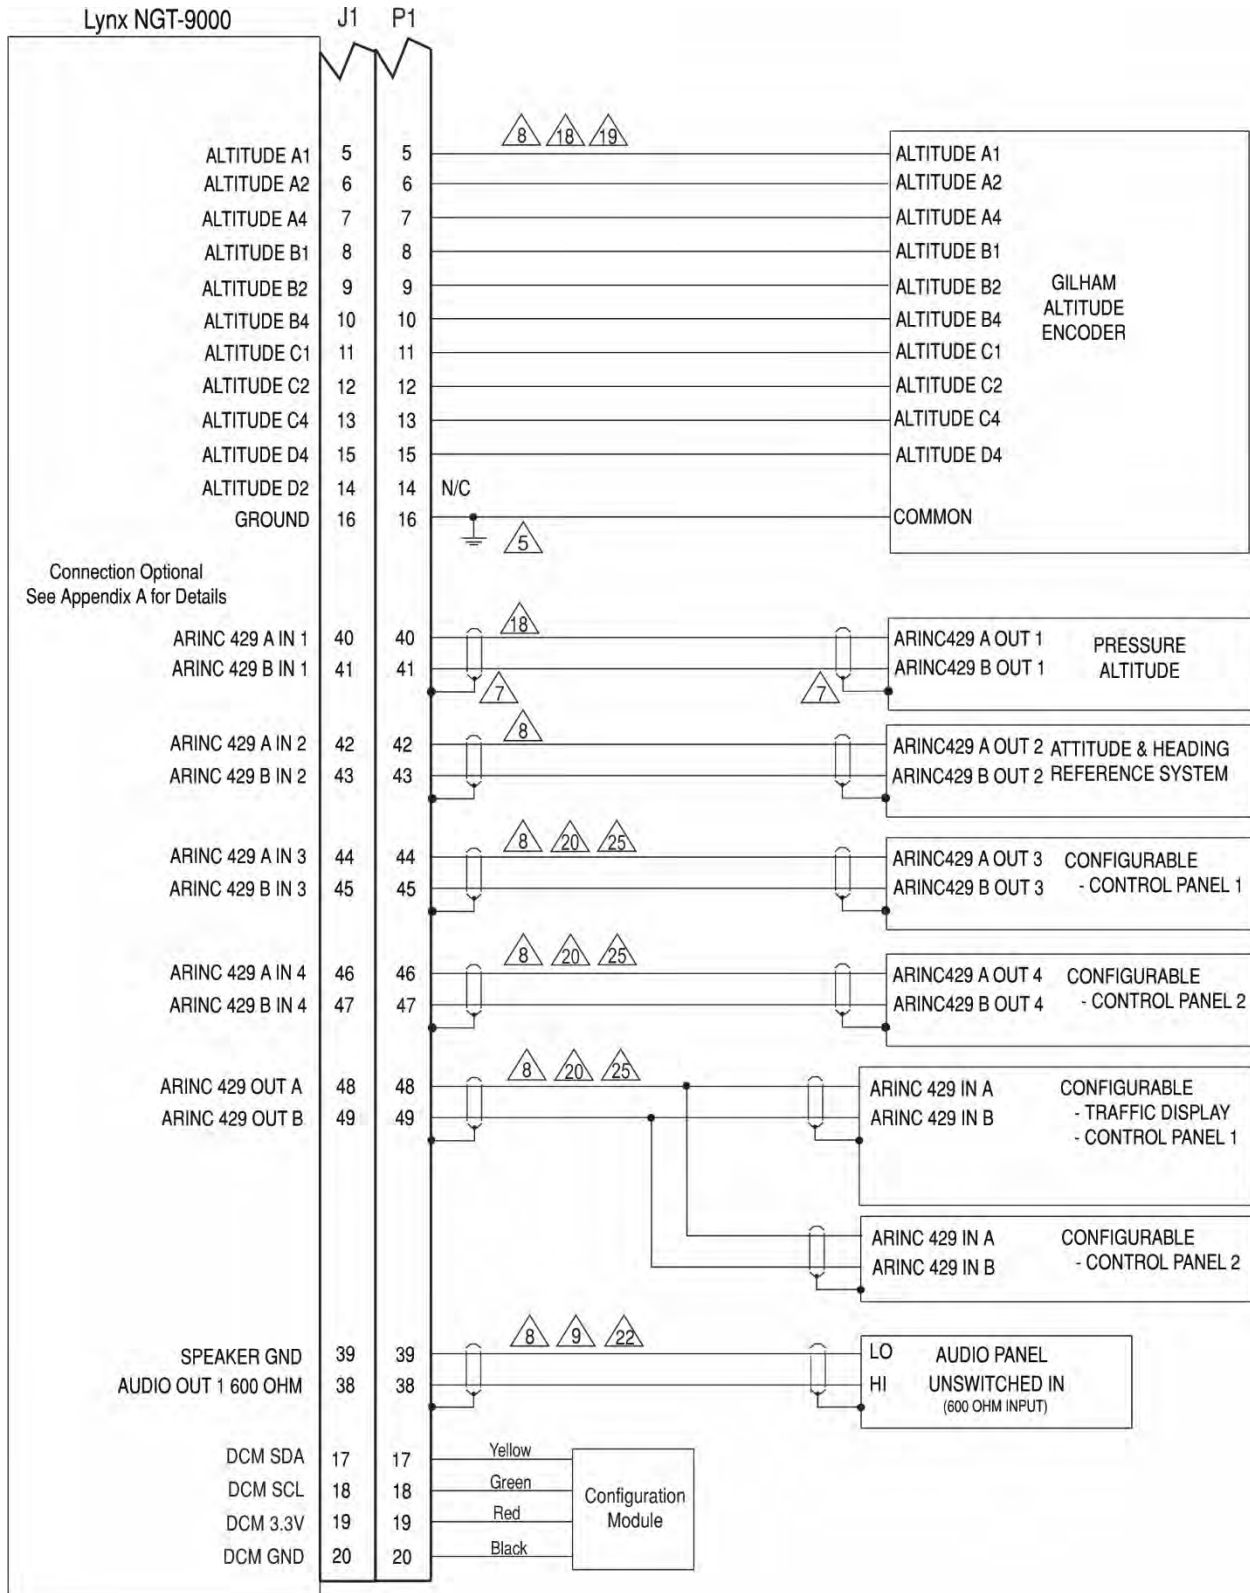 Lynx NGT-9000 J1 P1
8 18 19
ALTITUDE A1 5 5 ALTITUDE A1
ALTITUDE A2 6 6 ALTITUDE A2
ALTITUDE A4 7 7 ALTITUDE A4
ALTITUDE B1 8 8 ALTITUDE B1
ALTITUDE B2 9 9 ALTITUDE B2 GILHAM
ALTITUDE
ALTITUDE B4 10 10 ALTITUDE B4 ENCODER
ALTITUDE C1 11 11 ALTITUDE C1
ALTITUDE C2 12 12 ALTITUDE C2
ALTITUDE C4 13 13 ALTITUDE C4
ALTITUDE D4 15 15 ALTITUDE D4
ALTITUDE D2 14 14 N/C
GROUND 16 16 COMMON
5
Connection Optional
See Appendix A for Details
18
ARINC 429 A IN 1 40 40 ARINC429 A OUT 1 PRESSURE
ARINC 429 B IN 1 41 41 ARINC429 B OUT 1 ALTITUDE
7 7
8
ARINC 429 A IN 2 42 42 ARINC429 A OUT 2 ATTITUDE & HEADING
ARINC 429 B IN 2 43 43 ARINC429 B OUT 2 REFERENCE SYSTEM
8 20 25
ARINC 429 A IN 3 44 44 ARINC429 A OUT 3 CONFIGURABLE
ARINC 429 B IN 3 45 45 ARINC429 B OUT 3 - CONTROL PANEL 1
8 20 25
ARINC 429 A IN 4 46 46 ARINC429 A OUT 4 CONFIGURABLE
ARINC 429 B IN 4 47 47 ARINC429 B OUT 4 - CONTROL PANEL 2
8 20 25
ARINC 429 OUT A 48 48 ARINC 429 IN A CONFIGURABLE
- TRAFFIC DISPLAY
ARINC 429 OUT B 49 49 ARINC 429 IN B - CONTROL PANEL 1
ARINC 429 IN A CONFIGURABLE
ARINC 429 IN B - CONTROL PANEL 2
8 9 22
SPEAKER GND 39 39 LO AUDIO PANEL
AUDIO OUT 1 600 OHM 38 38 HI UNSWITCHED IN
(600 OHM INPUT)
DCM SDA 17 17 Yellow
DCM SCL 18 18 Green Configuration
DCM 3.3V 19 19 Red Module
DCM GND 20 20 Black